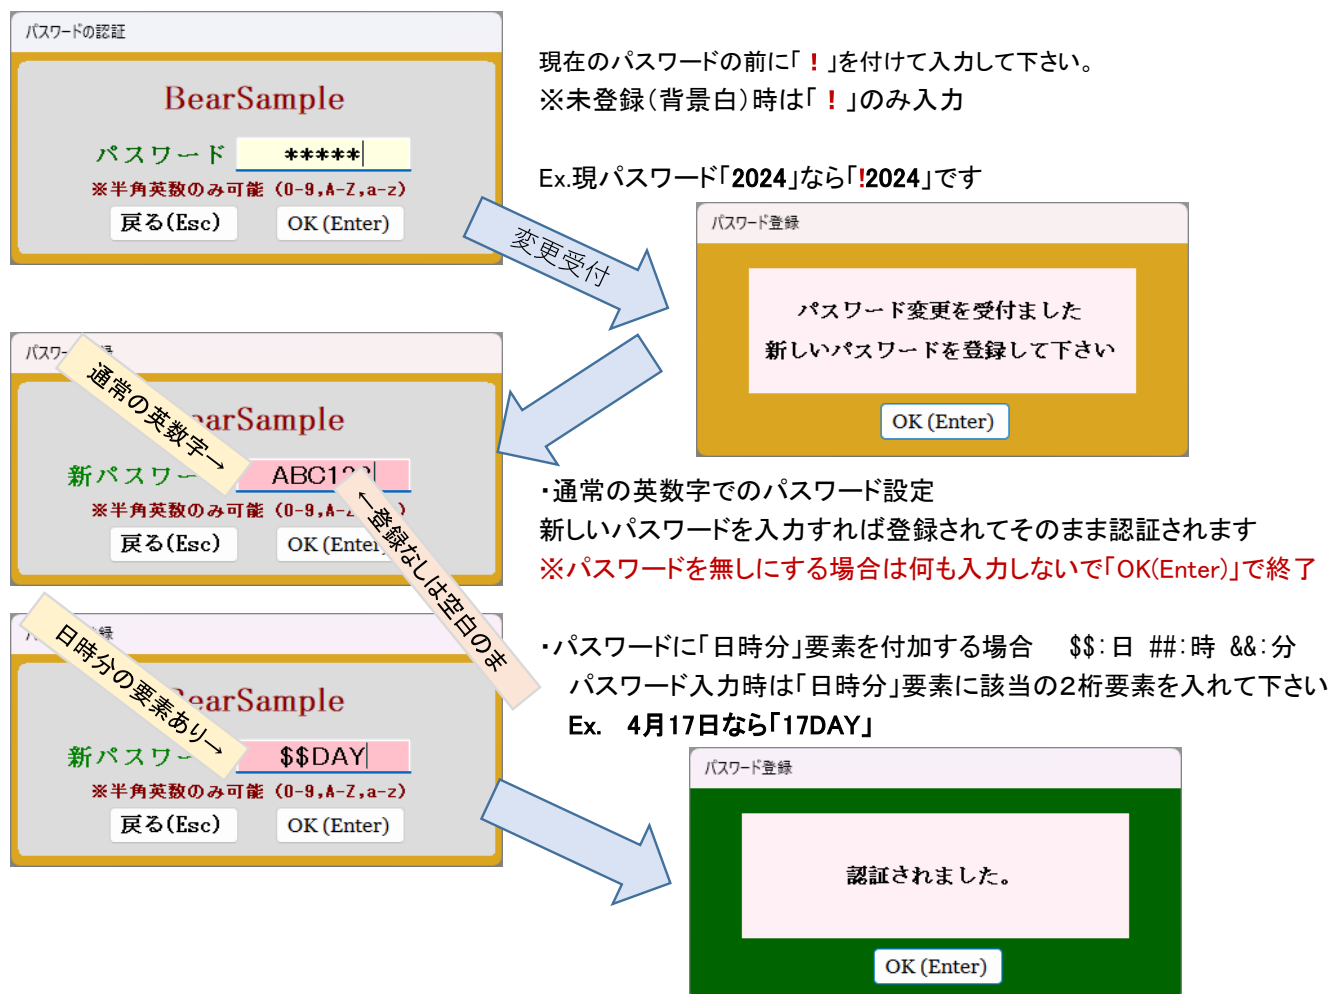 パスワードの認証
BearSample
パスワード *****
※半角英数のみ可能 (0-9,A-Z,a-z)
戻る(Esc) OK (Enter)
現在のパスワードの前に「！」を付けて入力して下さい。
※未登録(背景白)時は「！」のみ入力
Ex.現パスワード「2024」なら「!2024」です
変更受付
パスワード登録
パスワード変更を受付ました
新しいパスワードを登録して下さい
OK (Enter)
通常の英数字→
arSample
新パスワー ABC1
※半角英数のみ可能 (0-9,A-
戻る(Esc) OK (Enter
←登録なしは空白のま
・通常の英数字でのパスワード設定
新しいパスワードを入力すれば登録されてそのまま認証されます
※パスワードを無しにする場合は何も入力しないで「OK(Enter)」で終了
日時分の要素あり→
earSample
新パスワー $$DAY
※半角英数のみ可能 (0-9,A-Z,a-z)
戻る(Esc) OK (Enter)
・パスワードに「日時分」要素を付加する場合 $$：日 ##：時 &&：分
パスワード入力時は「日時分」要素に該当の２桁要素を入れて下さい
Ex. 4月17日なら「17DAY」
パスワード登録
認証されました。
OK (Enter)